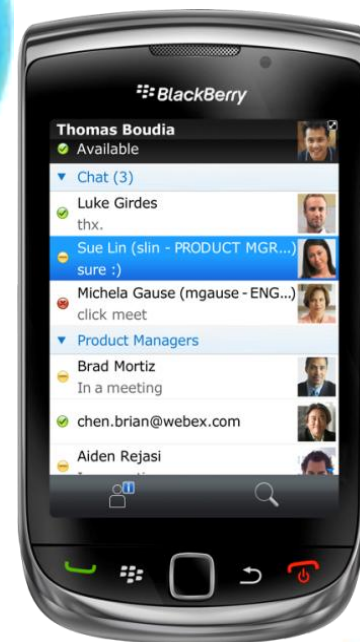 BlackBerry
Thomas Boudia
Available
Chat (3)
Luke Girdes
thx.
Sue Lin (slin - PRODUCT MGR...)
sure :)
Michela Gause (mgause - ENG...)
click meet
Product Managers
Brad Mortiz
In a meeting
chen.brian@webex.com
Aiden Rejasi